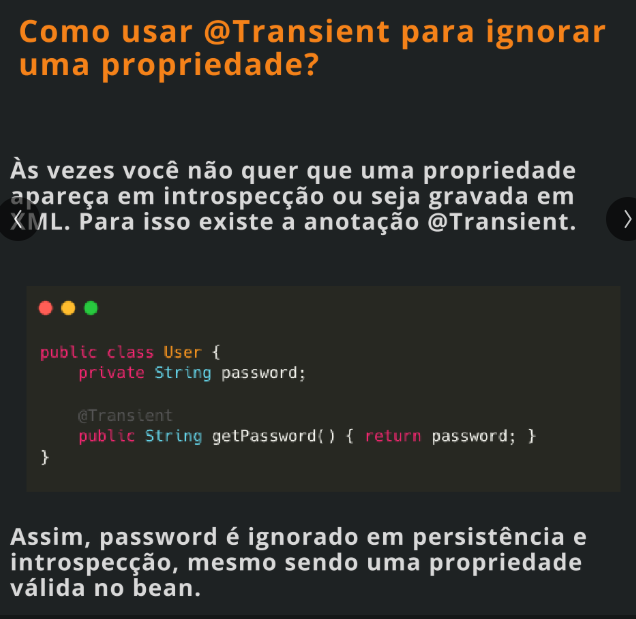 Como usar @Transient para ignorar
uma propriedade?
Às vezes você não quer que uma propriedade
apareça em introspecção ou seja gravada em
XML. Para isso existe a anotação @Transient.
public class User {
    private String password;
    @Transient
    public String getPassword() { return password; }
}
Assim, password é ignorado em persistência e
introspecção, mesmo sendo uma propriedade
válida no bean.